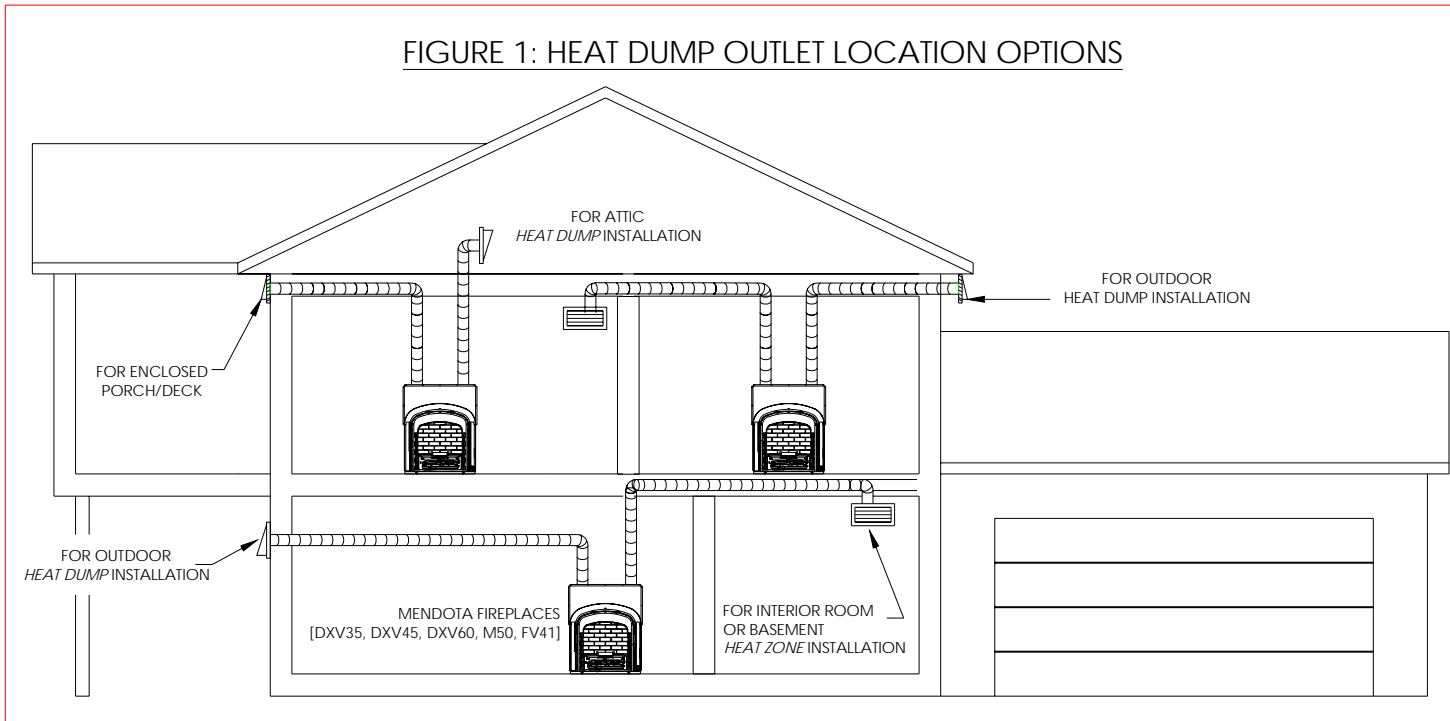 FIGURE 1: HEAT DUMP OUTLET LOCATION OPTIONS
FOR ATTIC
HEAT DUMP INSTALLATION
FOR OUTDOOR
HEAT DUMP INSTALLATION
FOR ENCLOSED
PORCH/DECK
FOR OUTDOOR
HEAT DUMP INSTALLATION
MENDOTA FIREPLACES
[DXV35, DXV45, DXV60, M50, FV41]
FOR INTERIOR ROOM
OR BASEMENT
HEAT ZONE INSTALLATION